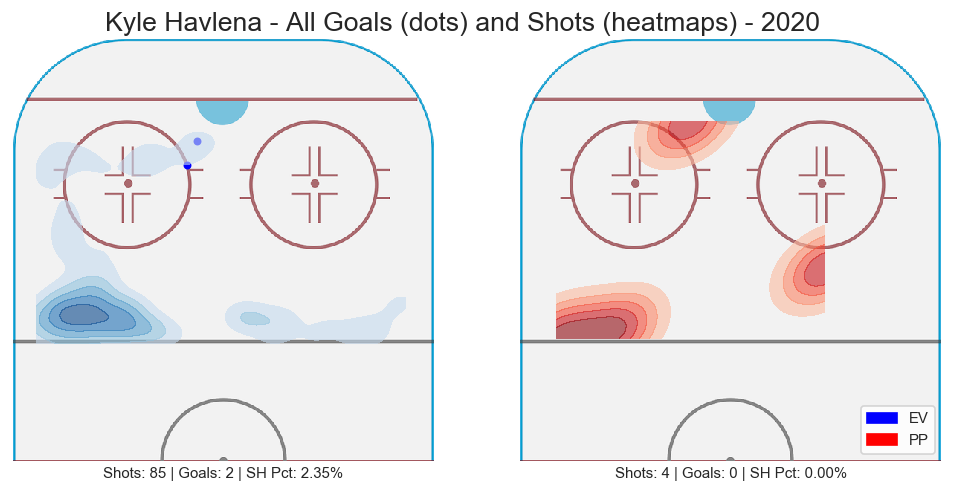 Kyle Havlena - All Goals (dots) and Shots (heatmaps) - 2020
EV
PP
Shots: 85 | Goals: 2 | SH Pct: 2.35%
Shots: 4 | Goals: 0 | SH Pct: 0.00%